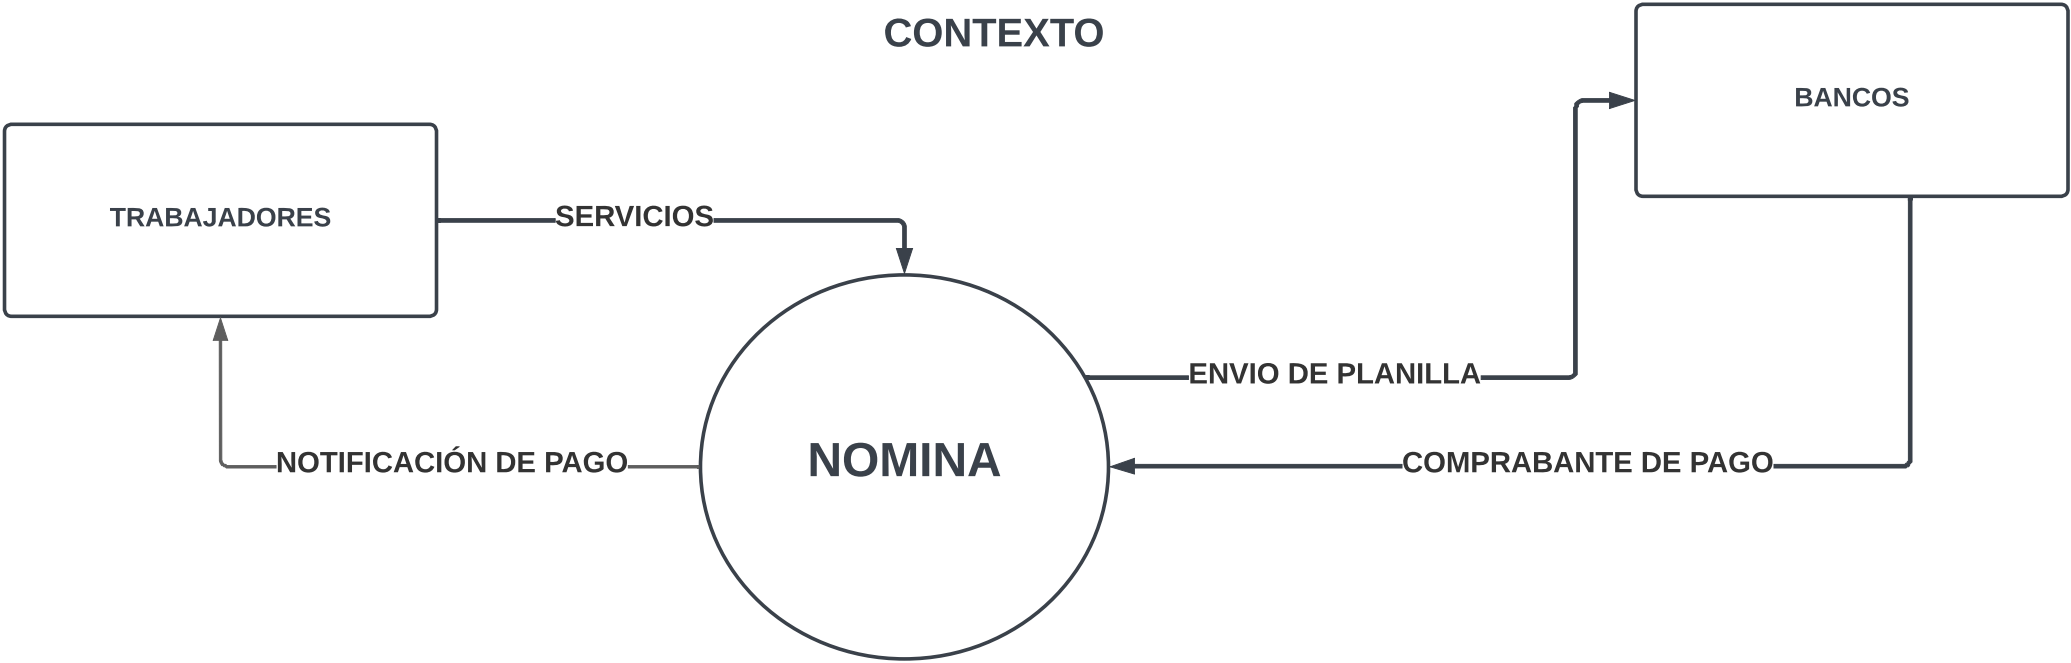 CONTEXTO
BANCOS
TRABAJADORES
SERVICIOS
ENVIO DE PLANILLA
NOTIFICACIÓN DE PAGO
NOMINA
COMPRABANTE DE PAGO